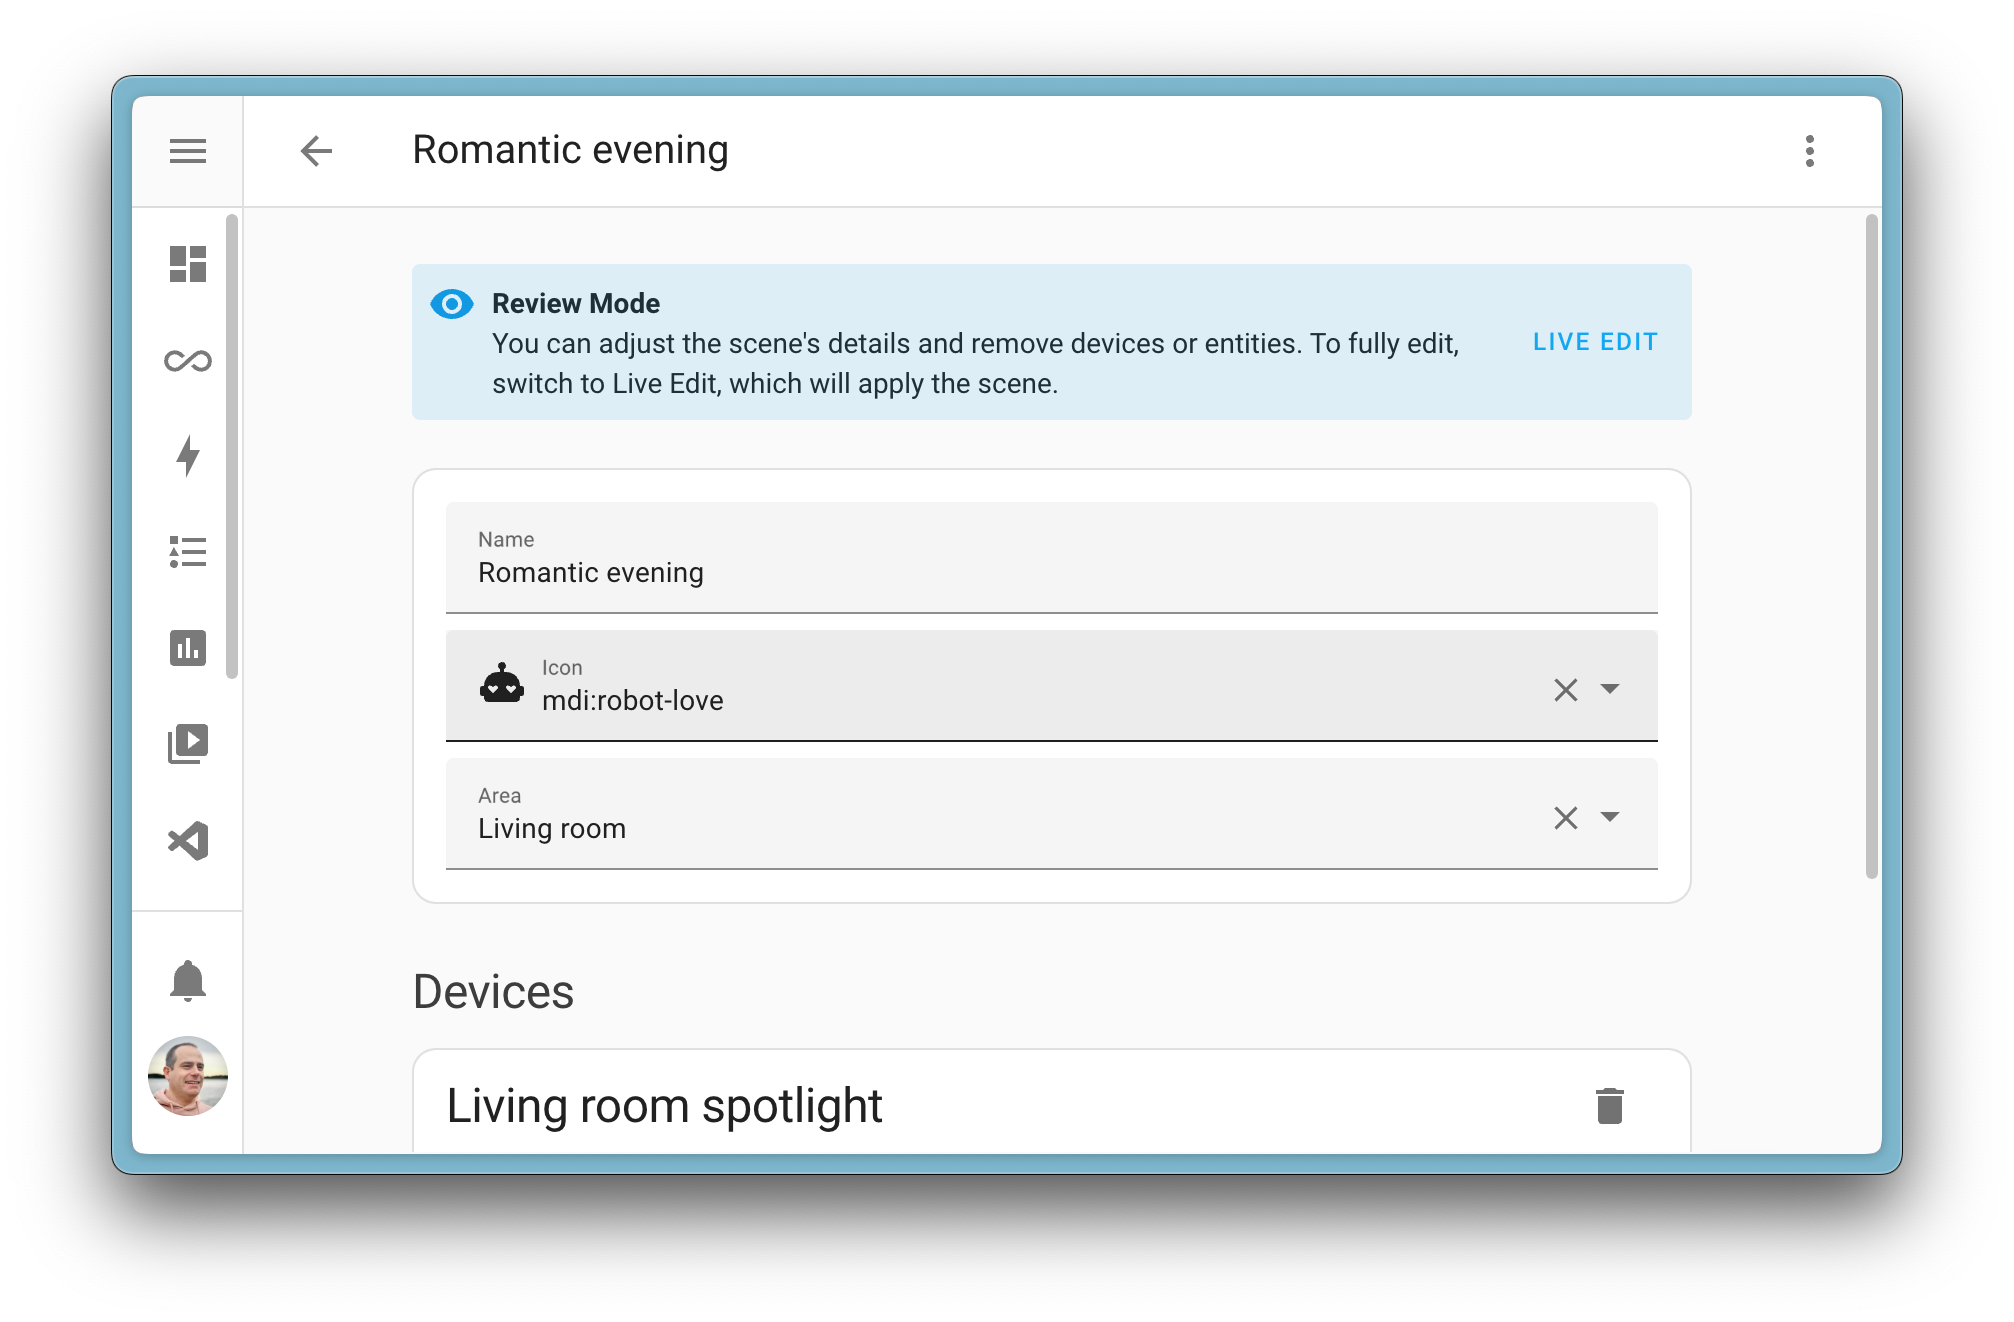 Romantic evening
Review Mode
You can adjust the scene's details and remove devices or entities. To fully edit,
switch to Live Edit, which will apply the scene.
LIVE EDIT
Name
Romantic evening
Icon
mdi:robot-love
Area
Living room
Devices
Living room spotlight